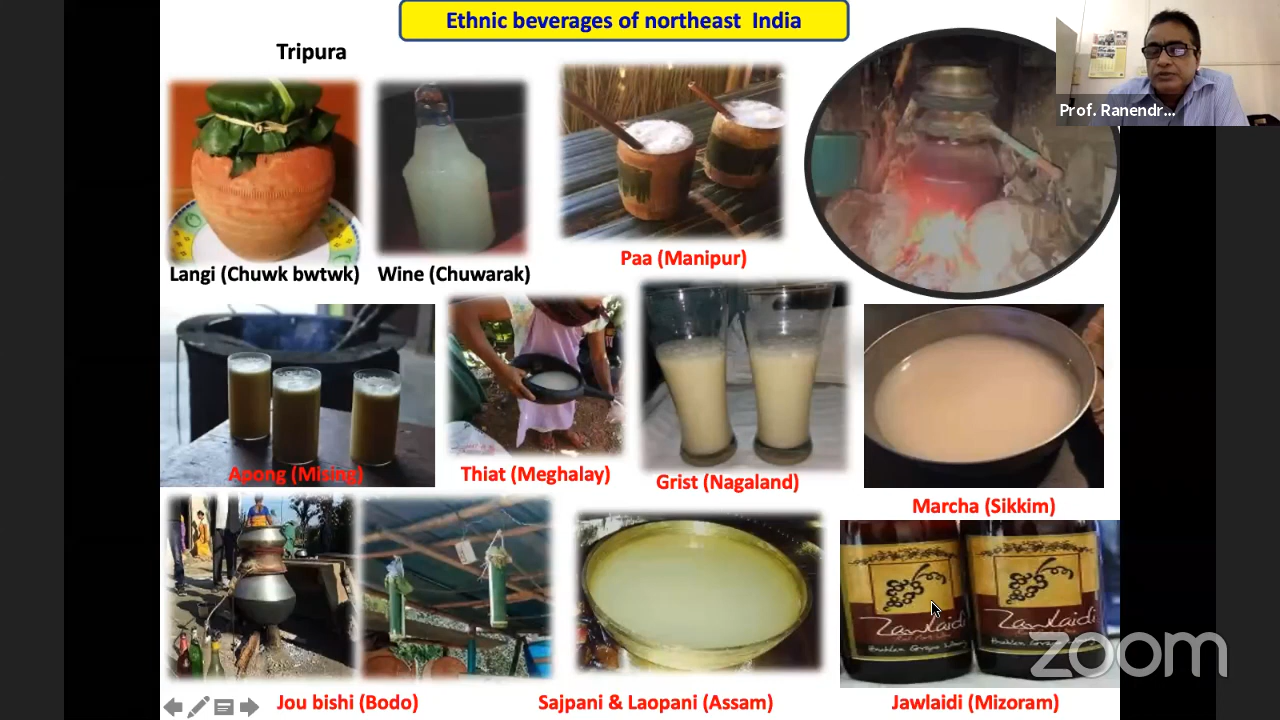 Ethnic beverages of northeast India
Prof. Ranendr...
Tripura
Langi (Chuwk bwtwk)
Wine (Chuwarak)
Paa (Manipur)
Apong (Mising)
Thiat (Meghalay)
Grist (Nagaland)
Marcha (Sikkim)
Zawlaidi
Zawlaidi
Jou bishi (Bodo)
Sajpani & Laopani (Assam)
Jawlaidi (Mizoram)
zoom